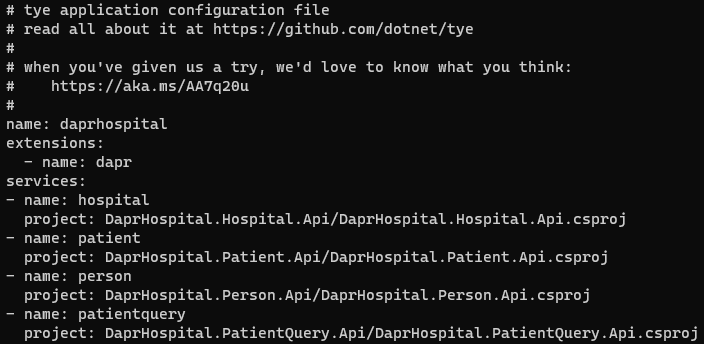 # tye application configuration file
# read all about it at https://github.com/dotnet/tye
#
# when you've given us a try, we'd love to know what you think:
#    https://aka.ms/AA7q20u
#
name: daprhospital
extensions:
  - name: dapr
services:
- name: hospital
  project: DaprHospital.Hospital.Api/DaprHospital.Hospital.Api.csproj
- name: patient
  project: DaprHospital.Patient.Api/DaprHospital.Patient.Api.csproj
- name: person
  project: DaprHospital.Person.Api/DaprHospital.Person.Api.csproj
- name: patientquery
  project: DaprHospital.PatientQuery.Api/DaprHospital.PatientQuery.Api.csproj